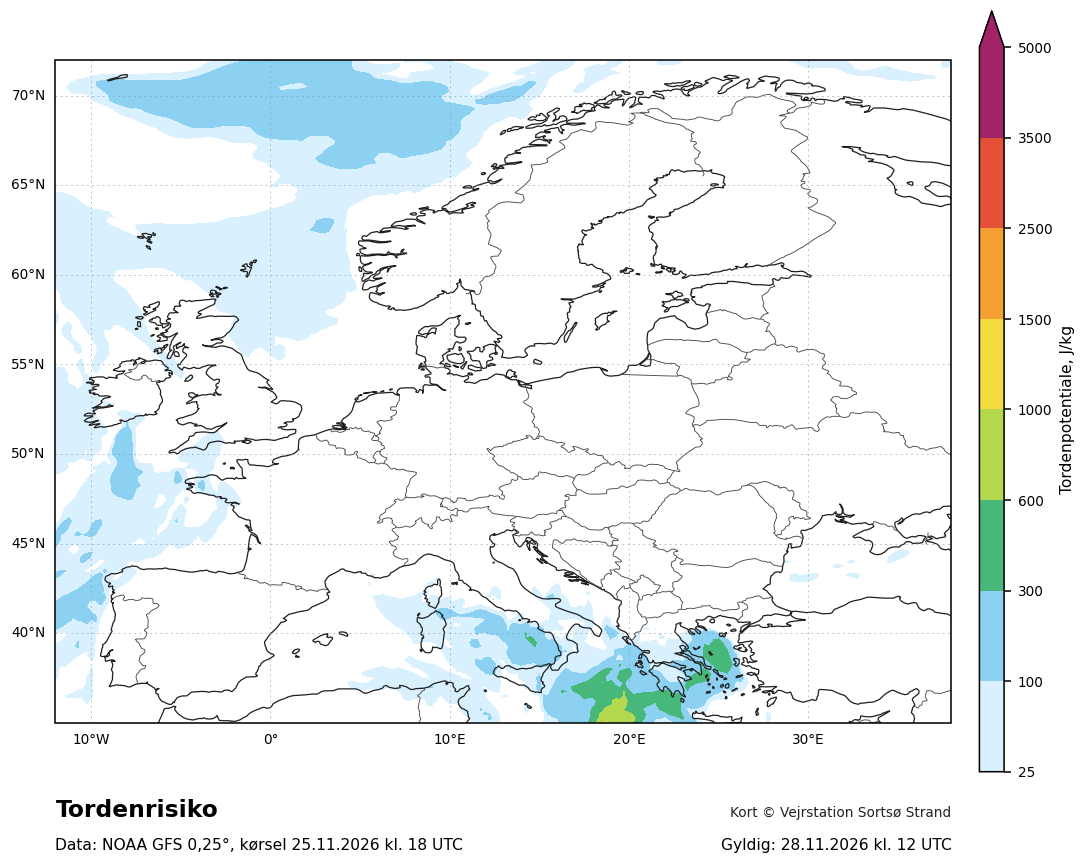 70°N
65°N
60°N
55°N
50°N
45°N
40°N
10°W
0°
10°E
20°E
30°E
5000
3500
2500
1500
1000
600
300
100
25
Tordenpotentiale, J/kg
Tordenrisiko
Kort © Vejrstation Sortsø Strand
Data: NOAA GFS 0,25°, kørsel 25.11.2026 kl. 18 UTC
Gyldig: 28.11.2026 kl. 12 UTC